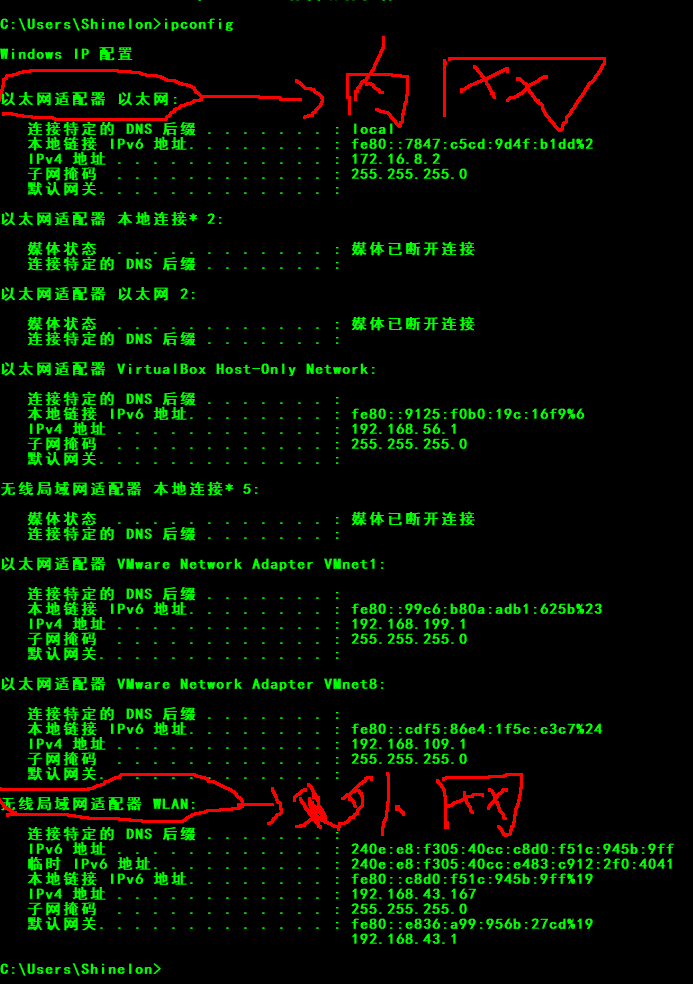 C:\Users\Shinelon>ipconfig
Windows IP 配置
以太网适配器 以太网:
内网
连接特定的 DNS 后缀 . . . . . . . : local
本地链接 IPv6 地址. . . . . . . . : fe80::7847:c5cd:9d4f:b1dd%2
IPv4 地址 . . . . . . . . . . . . : 172.16.8.2
子网掩码 . . . . . . . . . . . . : 255.255.255.0
默认网关. . . . . . . . . . . . . :
以太网适配器 本地连接* 2:
媒体状态 . . . . . . . . . . . . : 媒体已断开连接
连接特定的 DNS 后缀 . . . . . . . :
以太网适配器 以太网 2:
媒体状态 . . . . . . . . . . . . : 媒体已断开连接
连接特定的 DNS 后缀 . . . . . . . :
以太网适配器 VirtualBox Host-Only Network:
连接特定的 DNS 后缀 . . . . . . . :
本地链接 IPv6 地址. . . . . . . . : fe80::9125:f0b0:19c:16f9%6
IPv4 地址 . . . . . . . . . . . . : 192.168.56.1
子网掩码 . . . . . . . . . . . . : 255.255.255.0
默认网关. . . . . . . . . . . . . :
无线局域网适配器 本地连接* 5:
媒体状态 . . . . . . . . . . . . : 媒体已断开连接
连接特定的 DNS 后缀 . . . . . . . :
以太网适配器 VMware Network Adapter VMnet1:
连接特定的 DNS 后缀 . . . . . . . :
本地链接 IPv6 地址. . . . . . . . : fe80::99c6:b80a:adb1:625b%23
IPv4 地址 . . . . . . . . . . . . : 192.168.199.1
子网掩码 . . . . . . . . . . . . : 255.255.255.0
默认网关. . . . . . . . . . . . . :
以太网适配器 VMware Network Adapter VMnet8:
连接特定的 DNS 后缀 . . . . . . . :
本地链接 IPv6 地址. . . . . . . . : fe80::cdf5:86e4:1f5c:c3c7%24
IPv4 地址 . . . . . . . . . . . . : 192.168.109.1
子网掩码 . . . . . . . . . . . . : 255.255.255.0
默认网关. . . . . . . . . . . . . :
无线局域网适配器 WLAN:
外网
连接特定的 DNS 后缀 . . . . . . . :
IPv6 地址 . . . . . . . . . . . . : 240e:e8:f305:40cc:c8d0:f51c:945b:9ff
临时 IPv6 地址. . . . . . . . . . : 240e:e8:f305:40cc:e483:c912:2f0:4041
本地链接 IPv6 地址. . . . . . . . : fe80::c8d0:f51c:945b:9ff%19
IPv4 地址 . . . . . . . . . . . . : 192.168.43.167
子网掩码 . . . . . . . . . . . . : 255.255.255.0
默认网关. . . . . . . . . . . . . : fe80::e836:a99:956b:27cd%19
192.168.43.1
C:\Users\Shinelon>